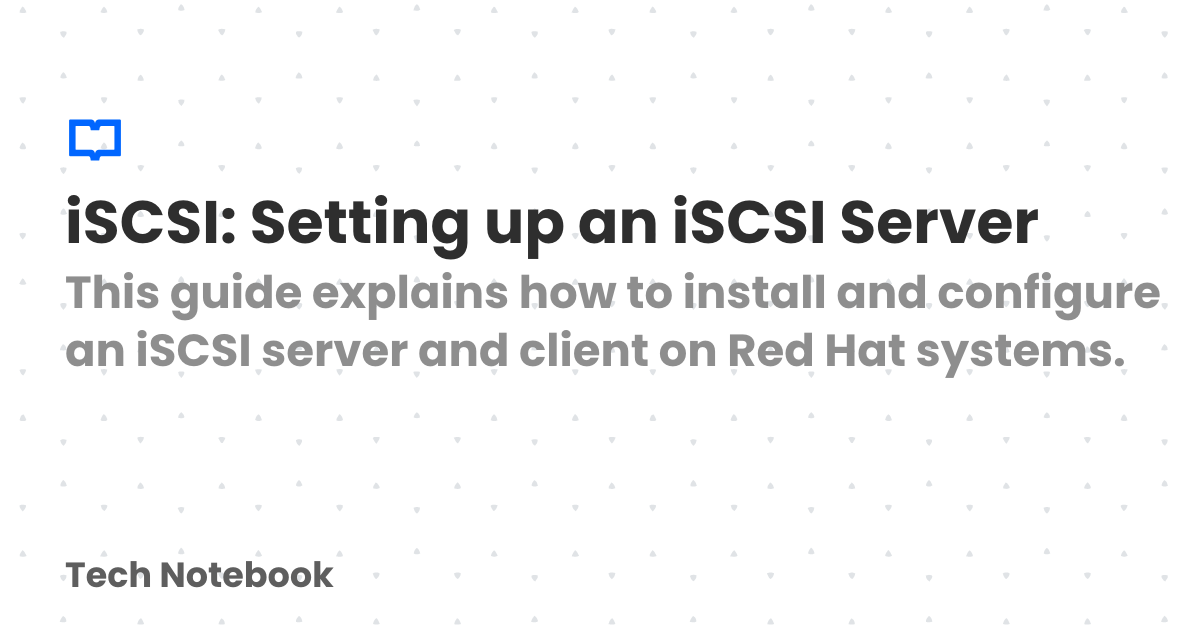 iSCSI: Setting up an iSCSI Server
This guide explains how to install and configure
an iSCSI server and client on Red Hat systems.
Tech Notebook